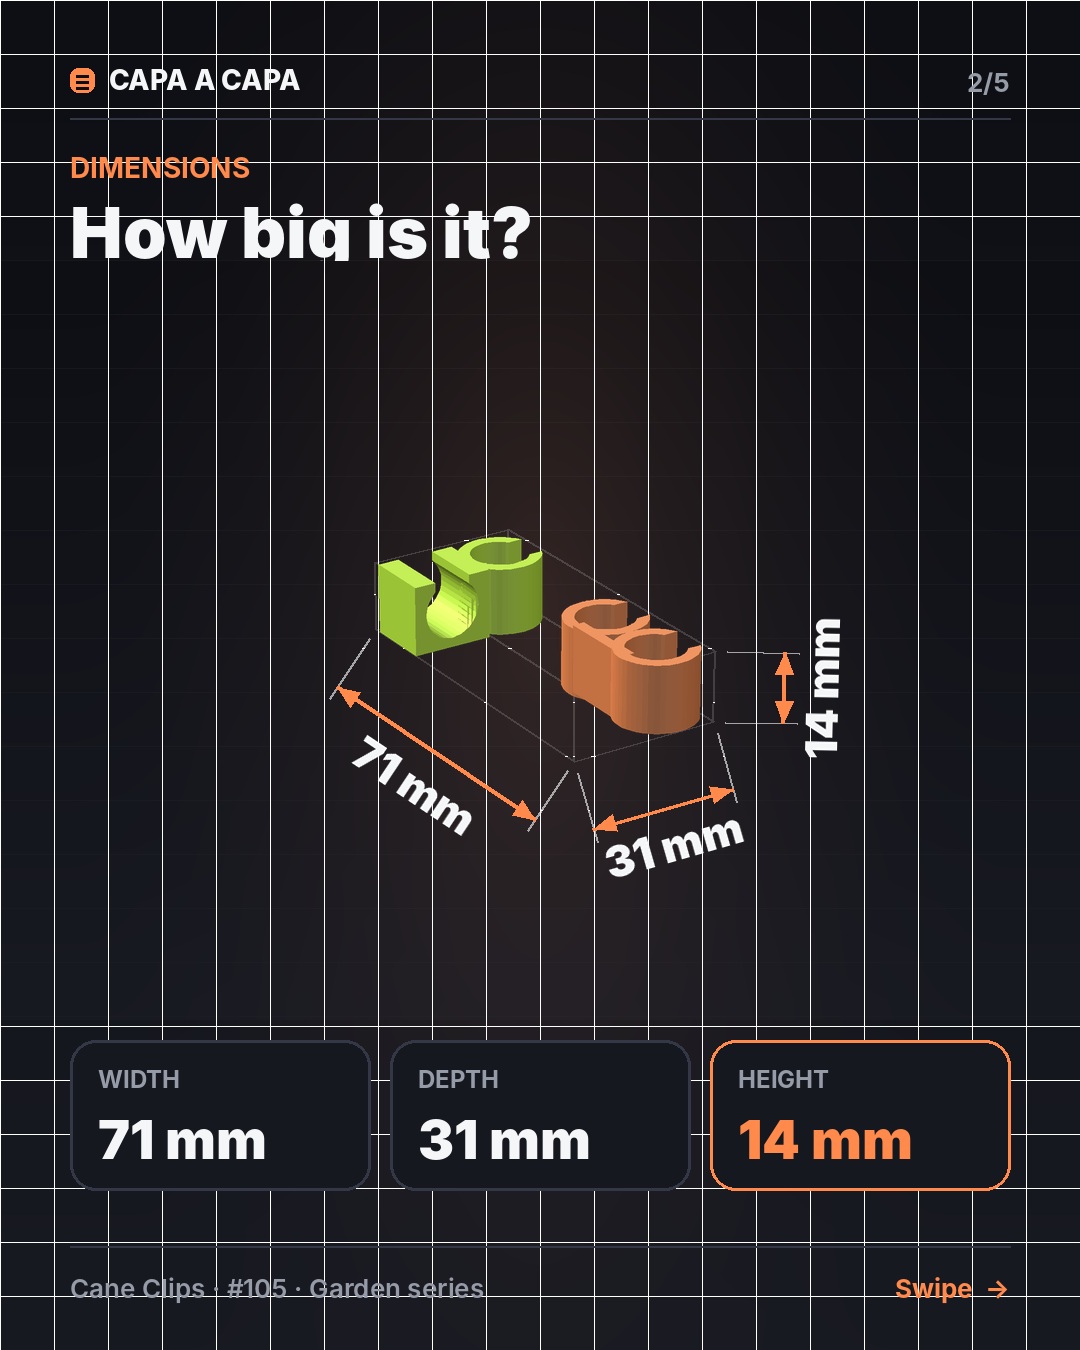 CAPA A CAPA
2/5
DIMENSIONS
How big is it?
71 mm
31 mm
14 mm
WIDTH
71 mm
DEPTH
31 mm
HEIGHT
14 mm
Cane Clips · #105 · Garden series
Swipe →